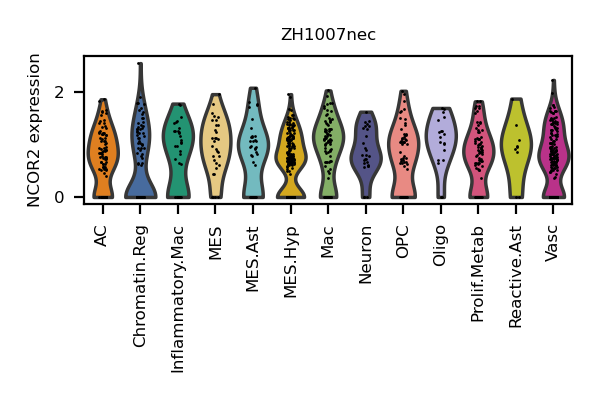 ZH1007nec
NCOR2 expression
2
0
AC
Chromatin.Reg
Inflammatory.Mac
MES
MES.Ast
MES.Hyp
Mac
Neuron
OPC
Oligo
Prolif.Metab
Reactive.Ast
Vasc